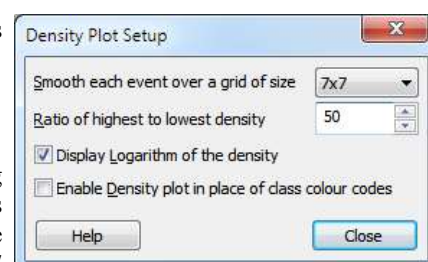 Density Plot Setup
Smooth each event over a grid of size 7x7
Ratio of highest to lowest density 50
Display Logarithm of the density
Enable Density plot in place of class colour codes
Help Close